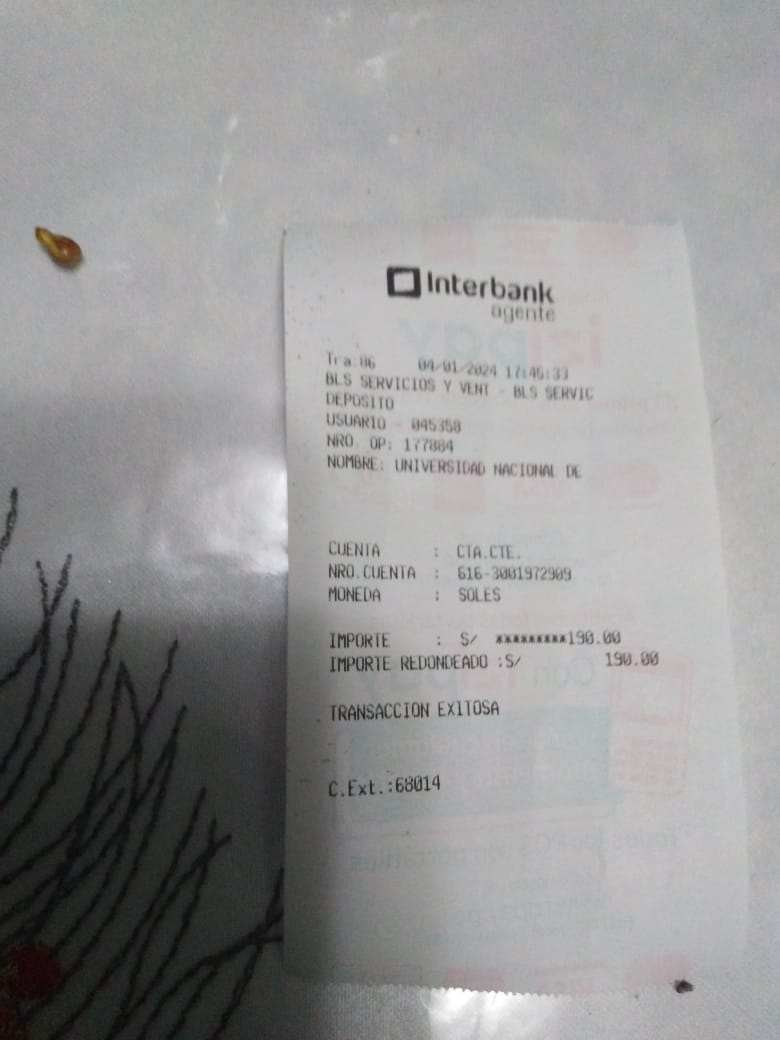 Interbank
agente
Tra:86 04/01/2024 17:45:33
BLS SERVICIOS Y VENT - BLS SERVIC
DEPOSITO
USUARIO - 045358
NRO. OP: 177884
NOMBRE: UNIVERSIDAD NACIONAL DE
CUENTA : CTA.CTE.
NRO.CUENTA : 616-3001972909
MONEDA : SOLES
IMPORTE : S/ *********190.00
IMPORTE REDONDEADO :S/ 190.00
TRANSACCION EXITOSA
C.Ext.:68014